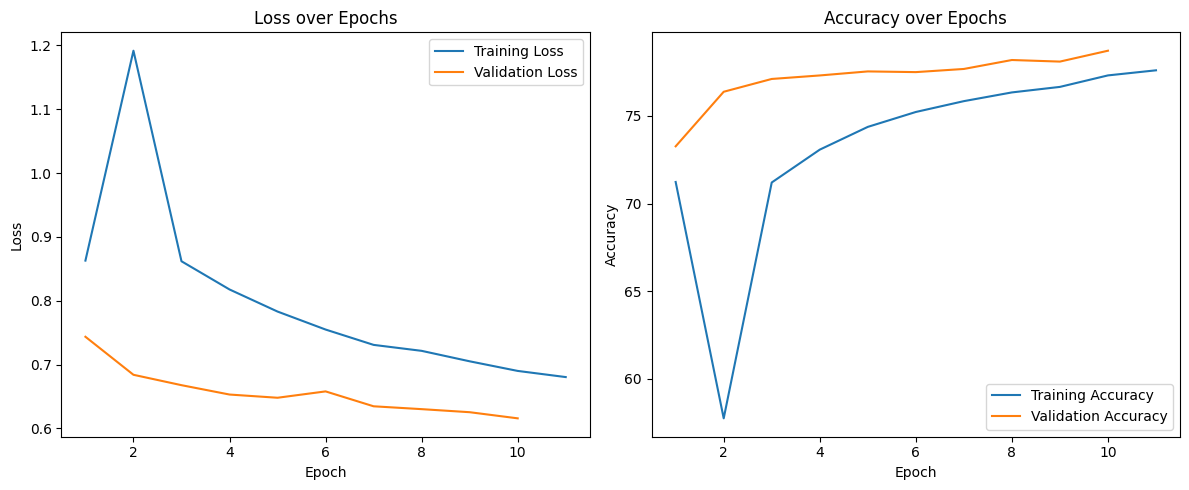 Loss over Epochs
1.2
1.1
1.0
0.9
0.8
0.7
0.6
Loss
Training Loss
Validation Loss
2
4
6
8
10
Epoch
Accuracy over Epochs
75
70
65
60
Accuracy
Training Accuracy
Validation Accuracy
2
4
6
8
10
Epoch